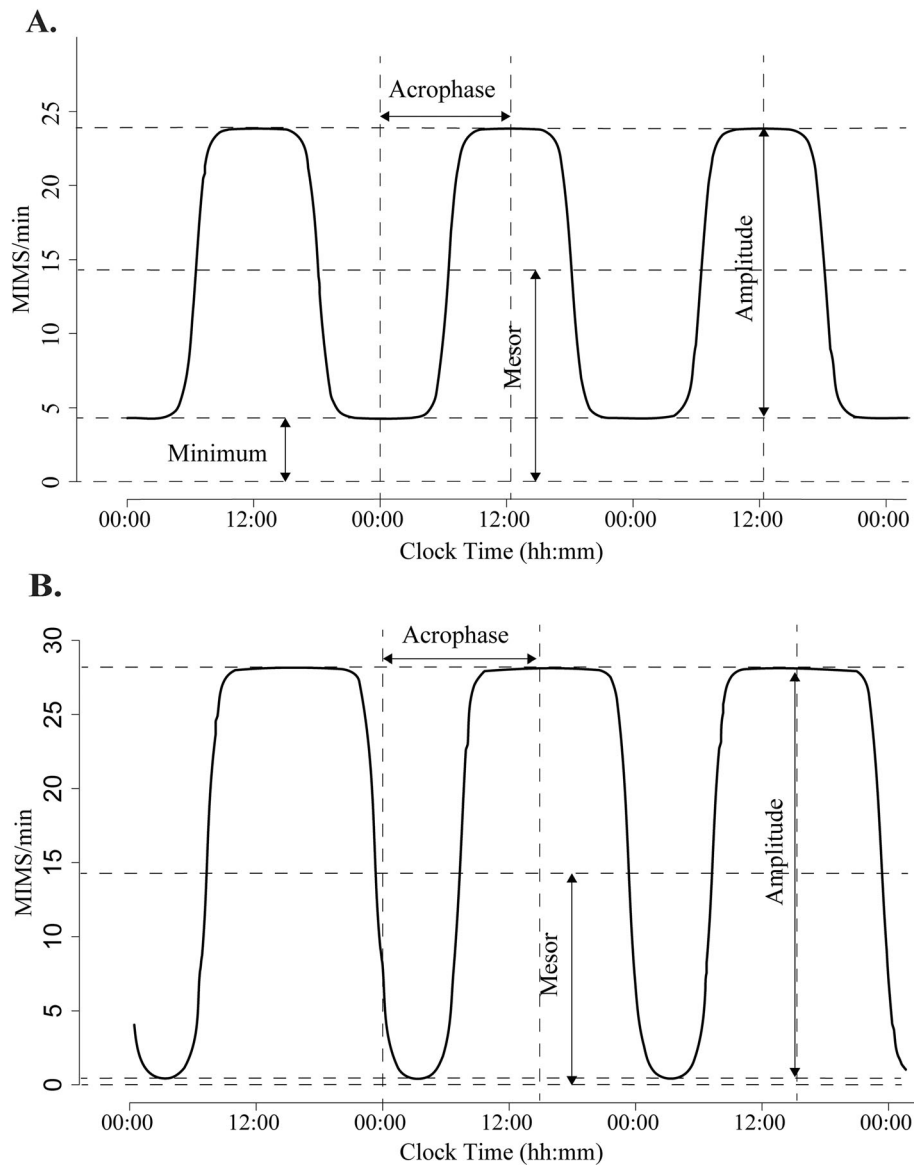 A.
Acrophase
25
20
15
10
5
0
MIMS/min
Amplitude
Mesor
Minimum
00:00 12:00 00:00 12:00 00:00 12:00 00:00
Clock Time (hh:mm)
B.
Acrophase
30
25
20
15
10
5
0
MIMS/min
Amplitude
Mesor
00:00 12:00 00:00 12:00 00:00 12:00 00:00
Clock Time (hh:mm)